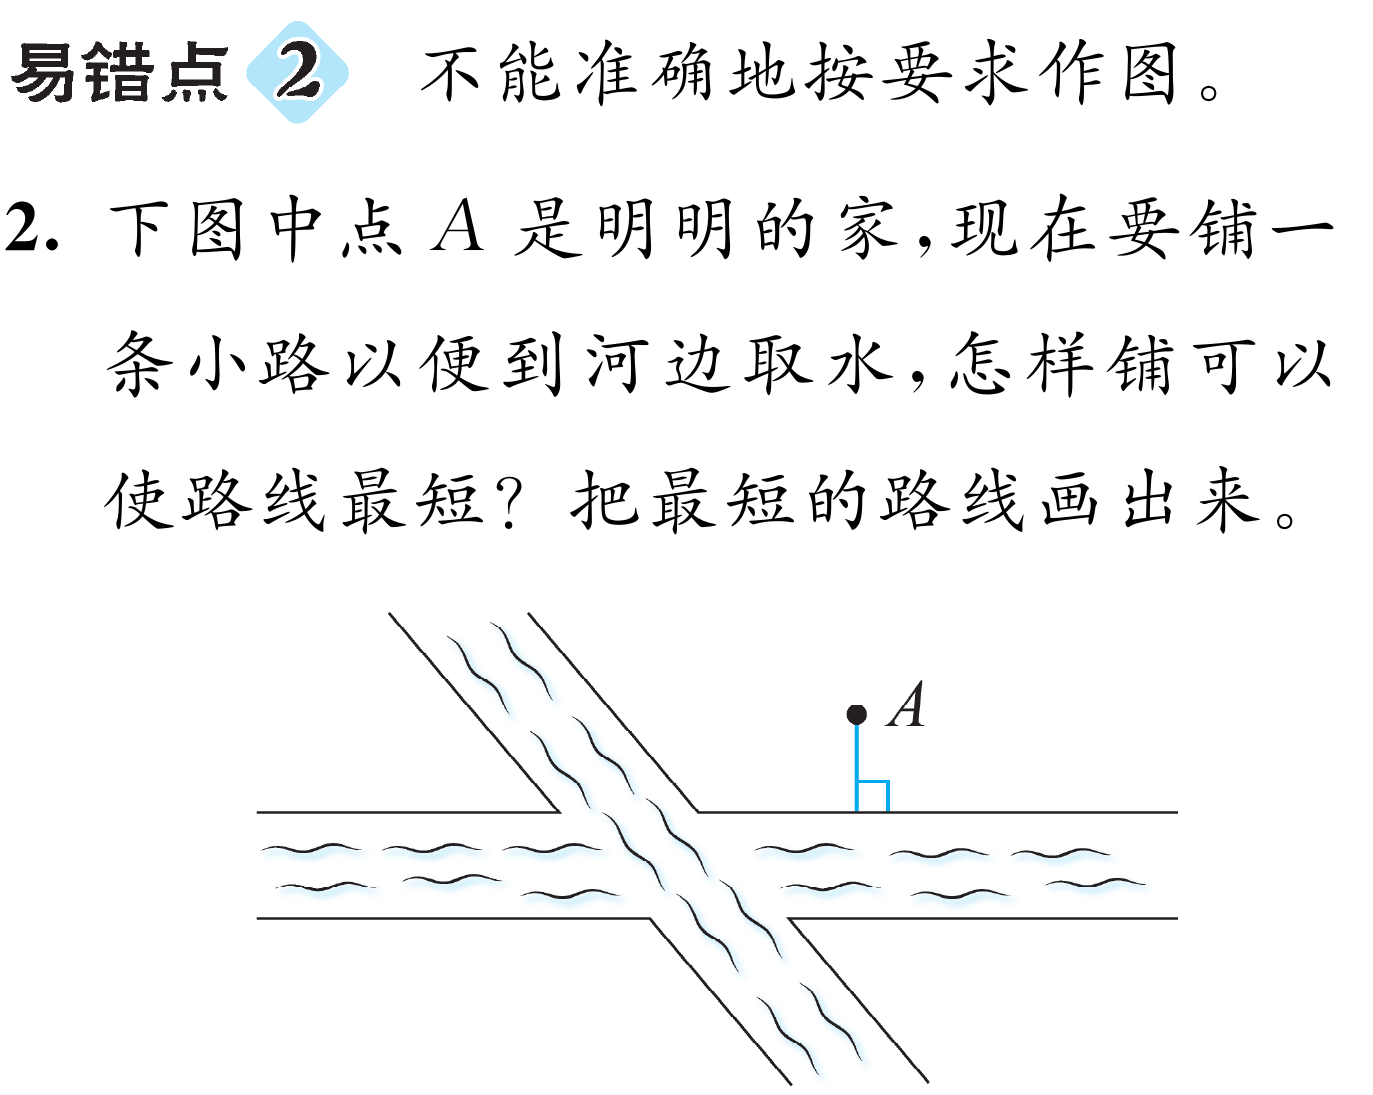 易错点2 不能准确地按要求作图。
2. 下图中点A是明明的家,现在要铺一
条小路以便到河边取水,怎样铺可以
使路线最短? 把最短的路线画出来。
A